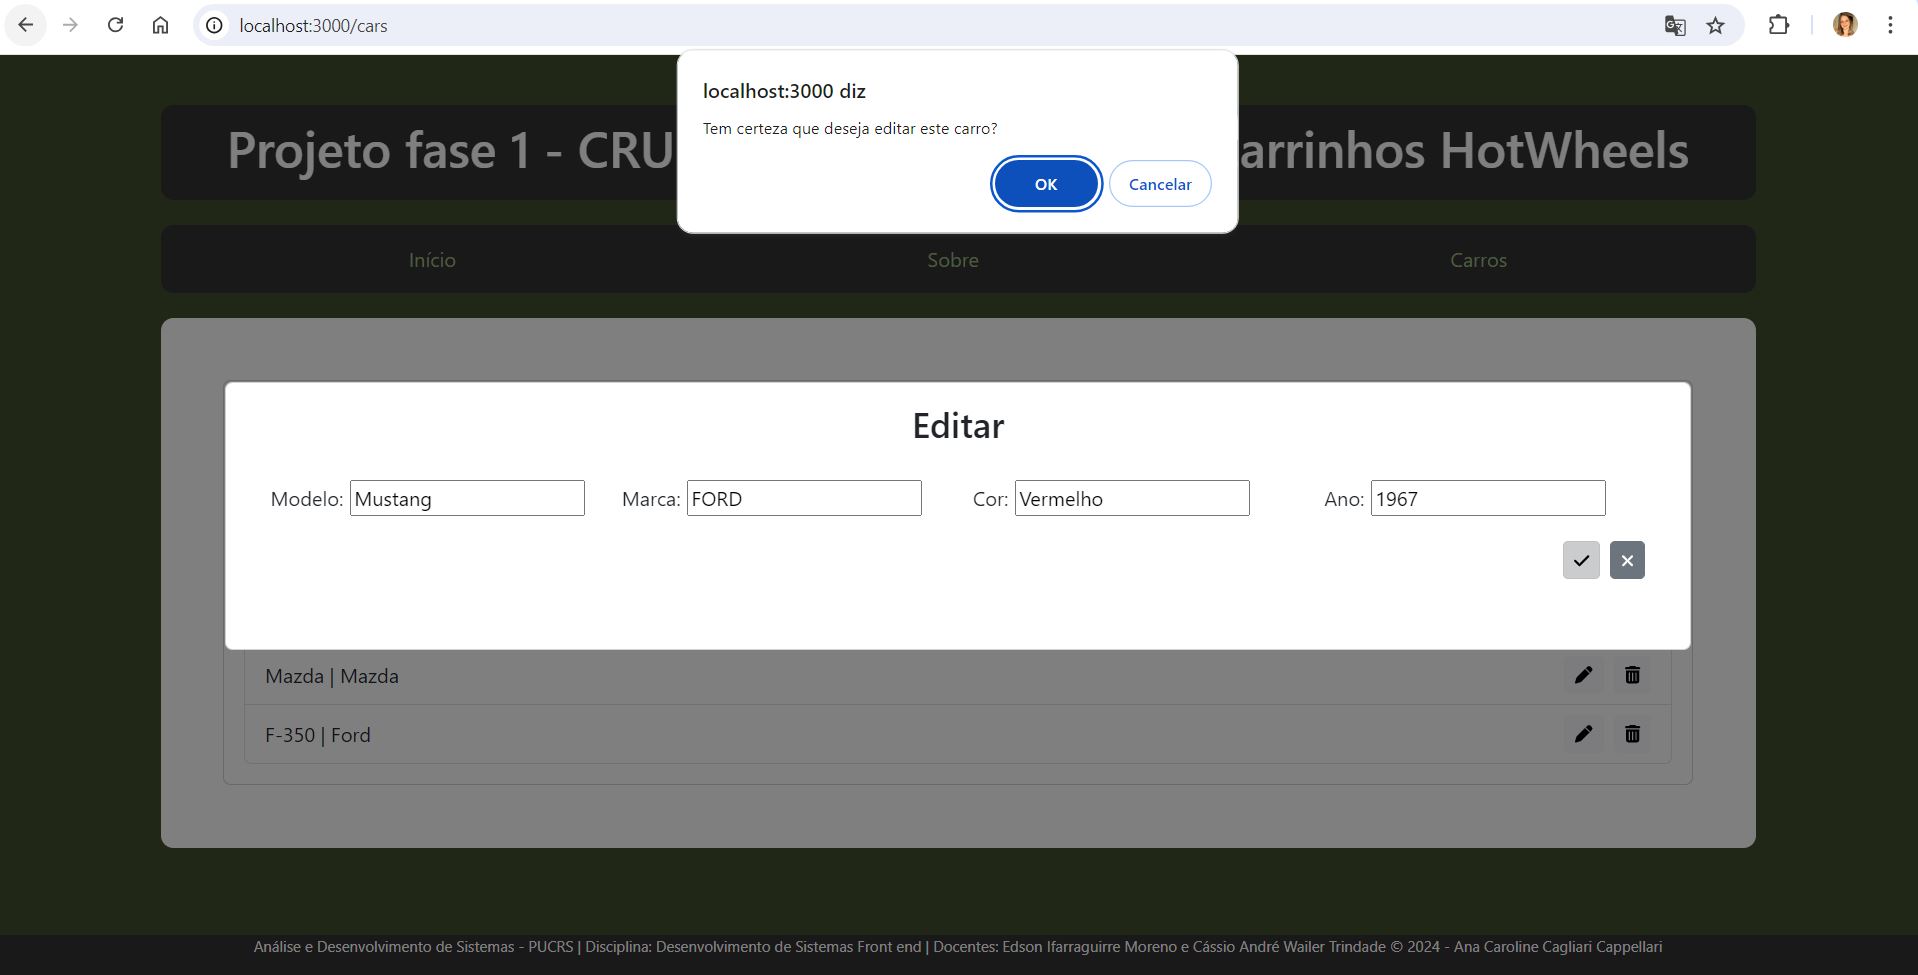 localhost:3000/cars
localhost:3000 diz
Tem certeza que deseja editar este carro?
OK
Cancelar
Projeto fase 1 - CRU
arrinhos HotWheels
Início
Sobre
Carros
Editar
Modelo: Mustang
Marca: FORD
Cor: Vermelho
Ano: 1967
Mazda | Mazda
F-350 | Ford
Análise e Desenvolvimento de Sistemas - PUCRS | Disciplina: Desenvolvimento de Sistemas Front end | Docentes: Edson Ifarraguirre Moreno e Cássio André Wailer Trindade © 2024 - Ana Caroline Cagliari Cappellari